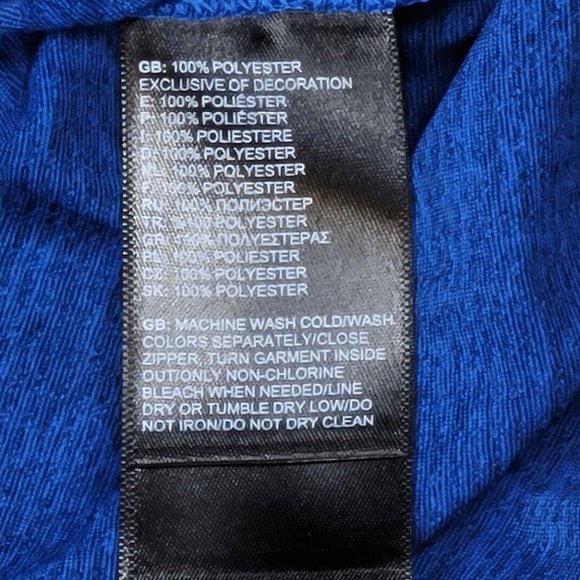 GB: 100% POLYESTER
EXCLUSIVE OF DECORATION
E: 100% POLIÉSTER
P: 100% POLIÉSTER
I: 100% POLIESTERE
D: 100% POLYESTER
NL: 100% POLYESTER
F: 100% POLYESTER
RU: 100% ПОЛИЭСТЕР
TR: % 100 POLYESTER
GR: 100% ΠΟΛΥΕΣΤΕΡΑΣ
PL: 100% POLIESTER
CZ: 100% POLYESTER
SK: 100% POLYESTER
GB: MACHINE WASH COLD/WASH
COLORS SEPARATELY/CLOSE
ZIPPER, TURN GARMENT INSIDE
OUT/ONLY NON-CHLORINE
BLEACH WHEN NEEDED/LINE
DRY OR TUMBLE DRY LOW/DO
NOT IRON/DO NOT DRY CLEAN